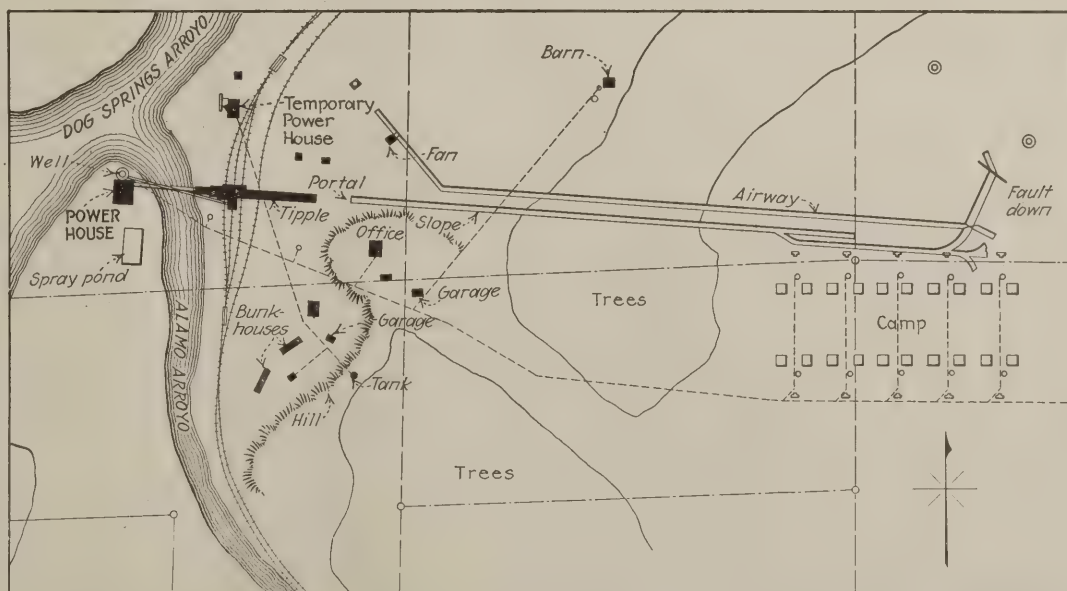 DOG SPRINGS ARROYO
Barn
Temporary
Power
House
Fan
Well
Portal
Airway
Fault
down
POWER
HOUSE
Tipple
Slope
Office
Spray pond
Garage
Trees
Camp
Bunk-
houses
Garage
ALAMO ARROYO
Tank
Hill
Trees